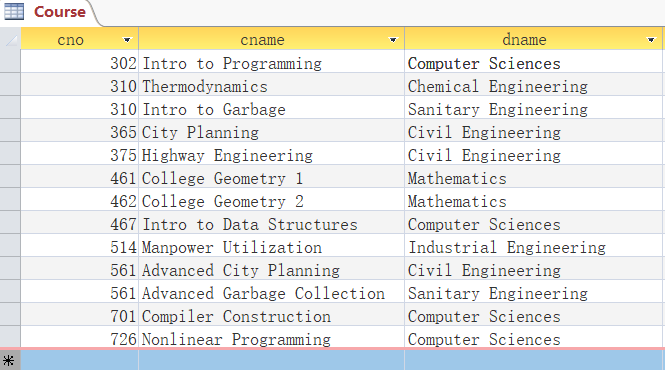 Course
cno cname dname
302 Intro to Programming Computer Sciences
310 Thermodynamics Chemical Engineering
310 Intro to Garbage Sanitary Engineering
365 City Planning Civil Engineering
375 Highway Engineering Civil Engineering
461 College Geometry 1 Mathematics
462 College Geometry 2 Mathematics
467 Intro to Data Structures Computer Sciences
514 Manpower Utilization Industrial Engineering
561 Advanced City Planning Civil Engineering
561 Advanced Garbage Collection Sanitary Engineering
701 Compiler Construction Computer Sciences
726 Nonlinear Programming Computer Sciences